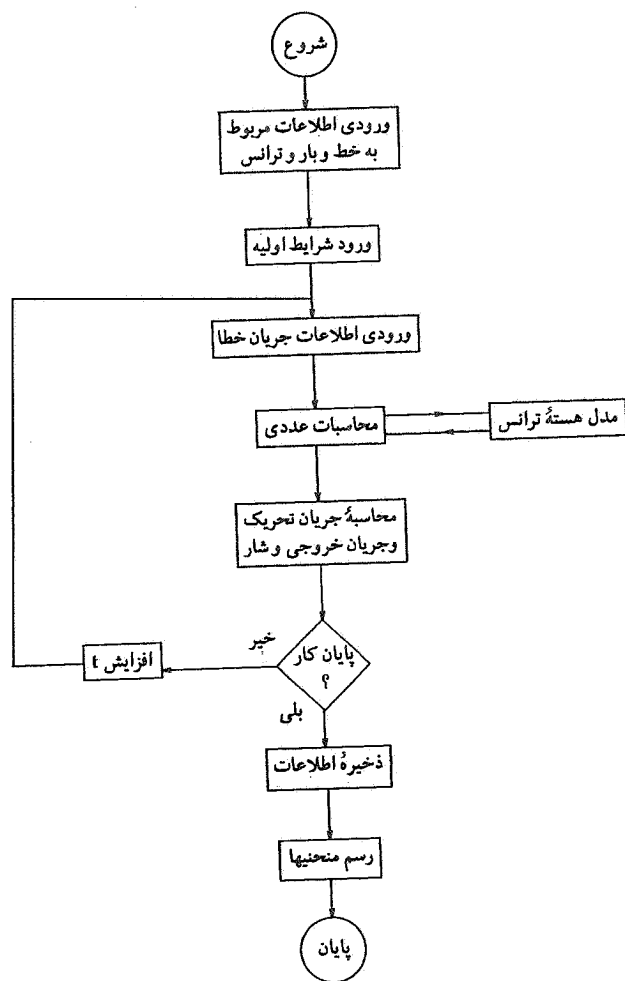 شروع
ورودی اطلاعات مربوط
به خط و بار و ترانس
ورود شرایط اولیه
ورودی اطلاعات جریان خطا
محاسبات عددی
مدل هستهٔ ترانس
محاسبهٔ جریان تحریک
وجریان خروجی و شار
پایان کار
؟
خیر
افزایش t
بلی
ذخیرهٔ اطلاعات
رسم منحنیها
پایان